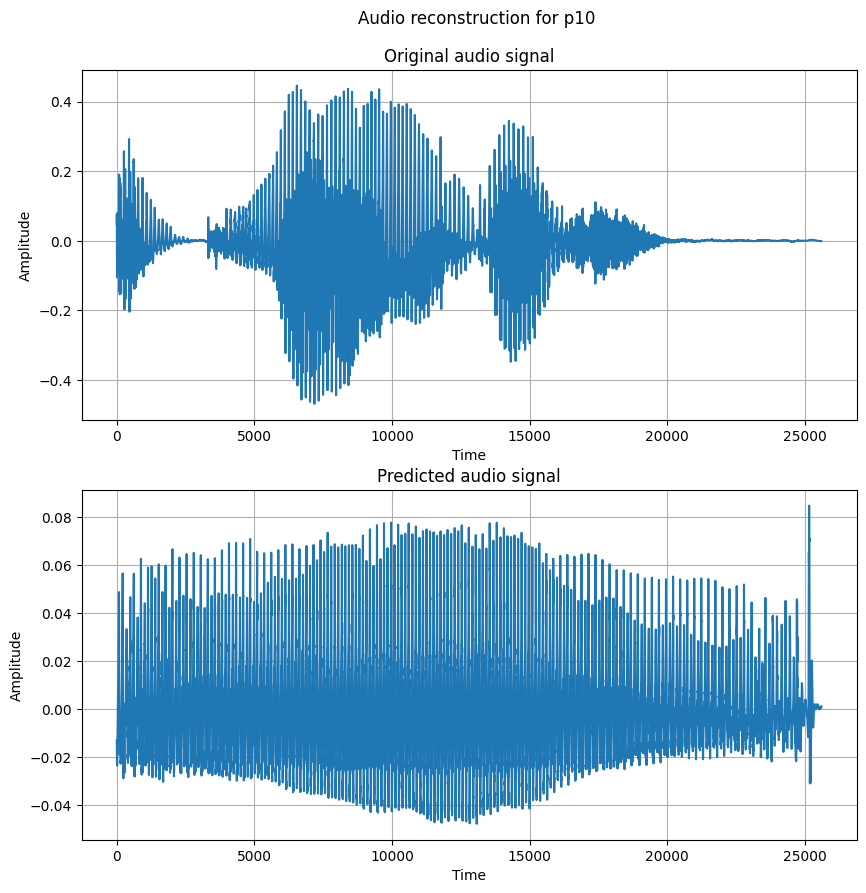 Audio reconstruction for p10
Original audio signal
0.4
0.2
0.0
−0.2
−0.4
Amplitude
0 5000 10000 15000 20000 25000
Time
Predicted audio signal
0.08
0.06
0.04
0.02
0.00
−0.02
−0.04
Amplitude
0 5000 10000 15000 20000 25000
Time